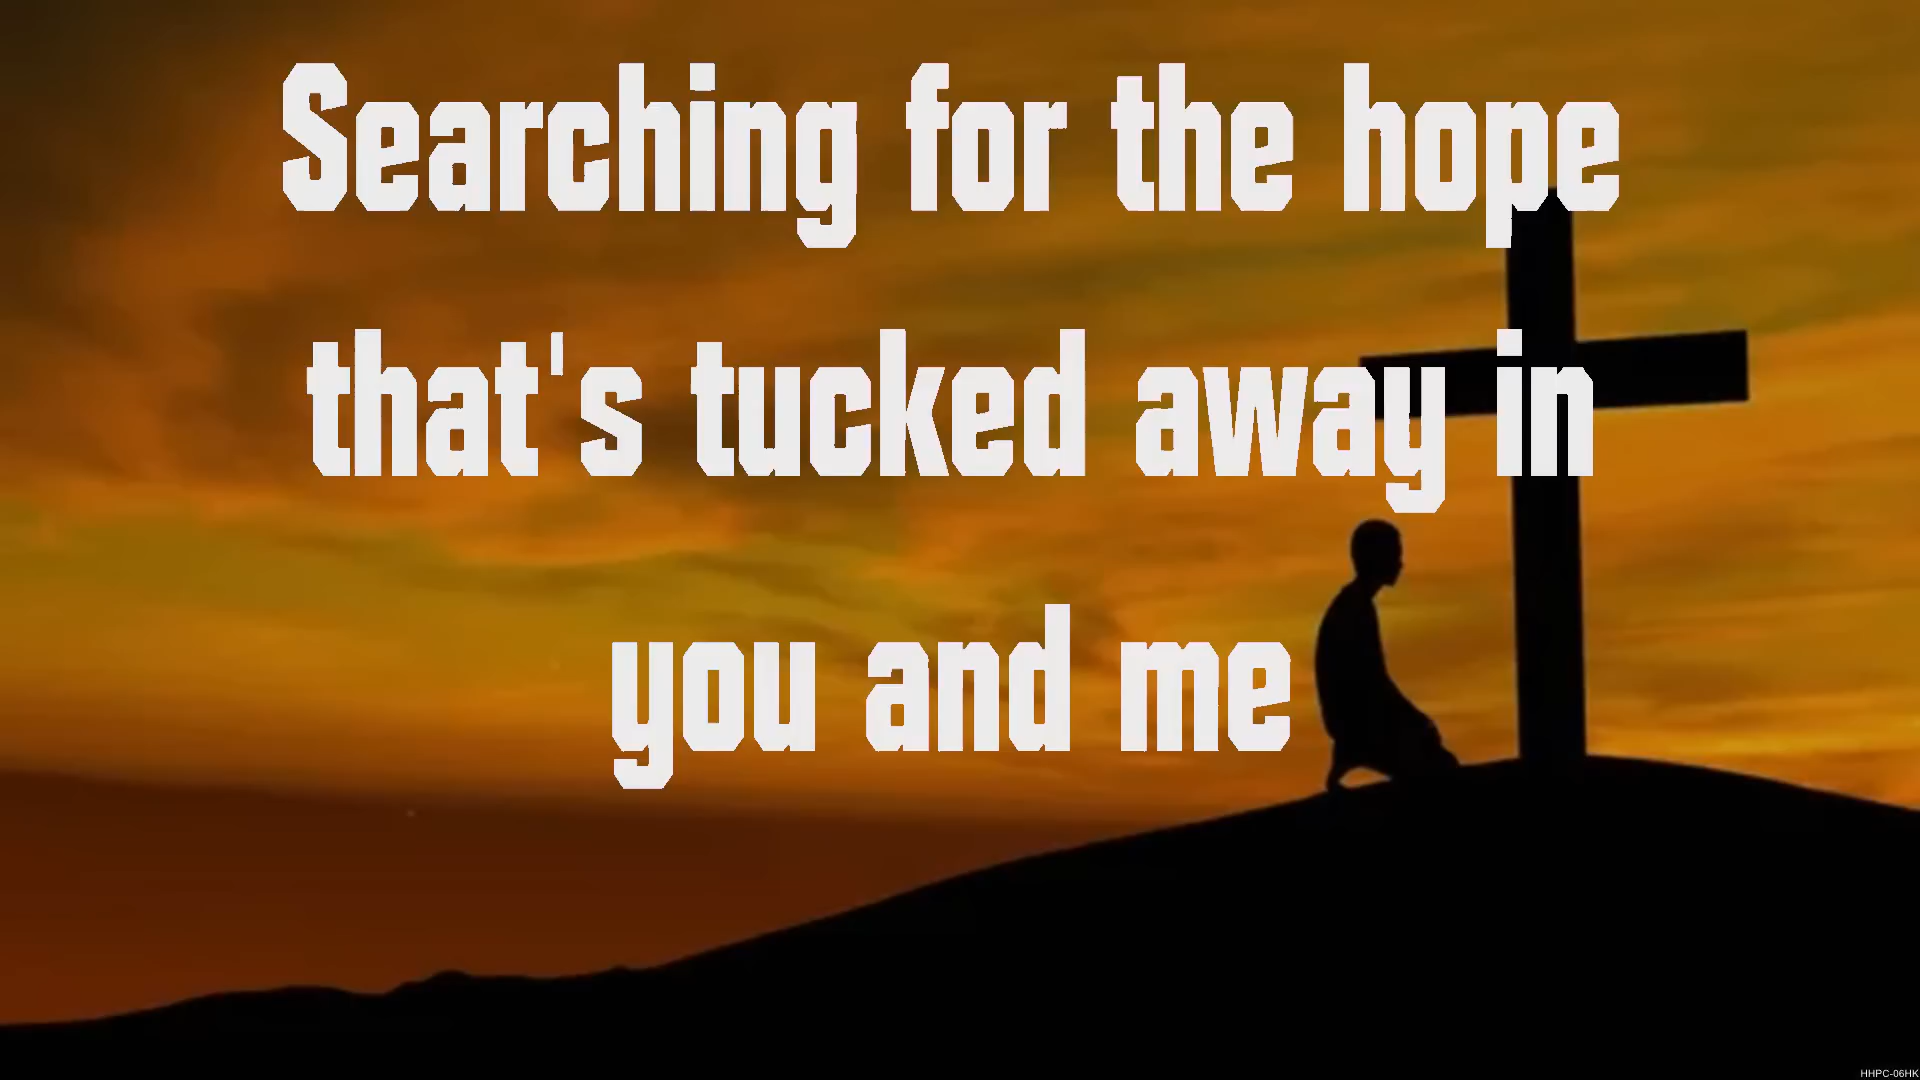 Searching for the hope
that's tucked away in
you and me
HHPC-06HK